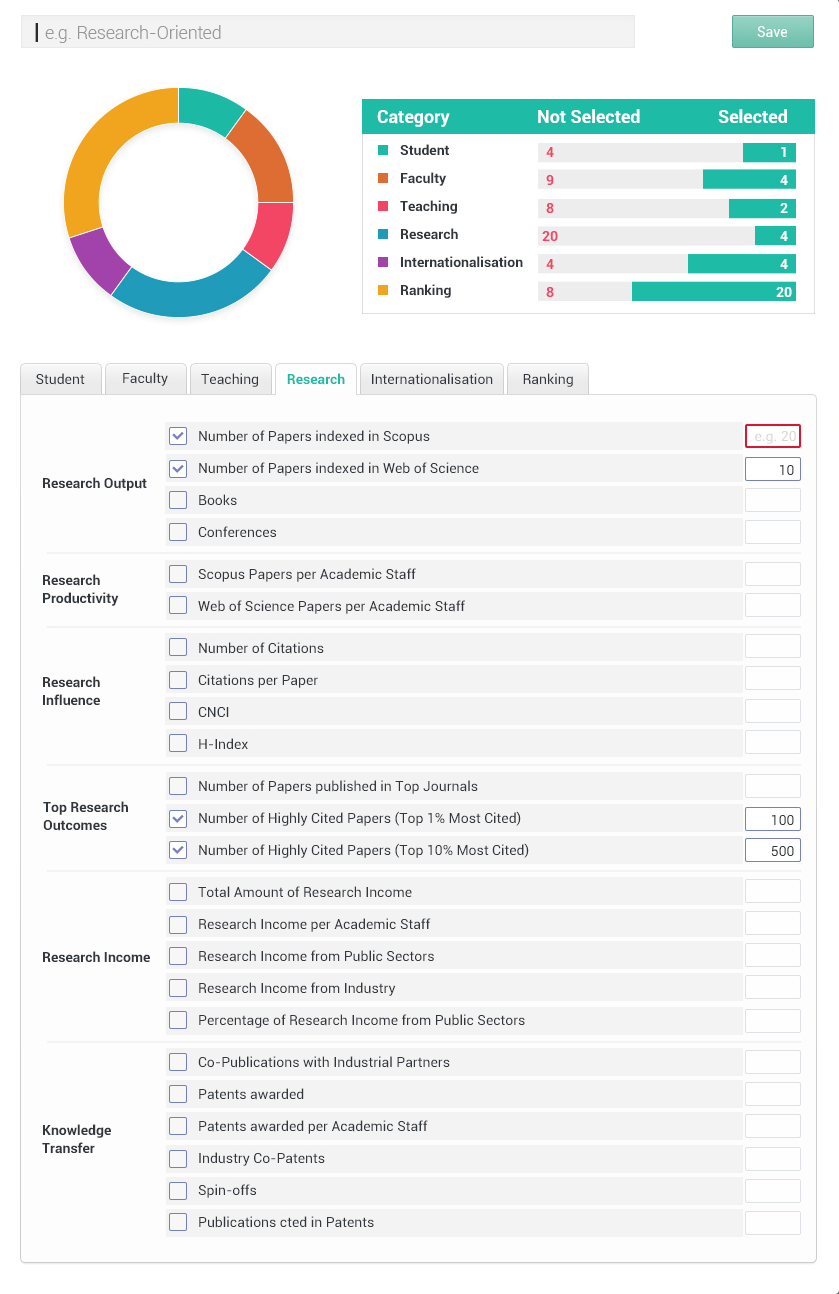 e.g. Research-Oriented
Save
Category Not Selected Selected
Student 4 1
Faculty 9 4
Teaching 8 2
Research 20 4
Internationalisation 4 4
Ranking 8 20
Student Faculty Teaching Research Internationalisation Ranking
Research Output
Number of Papers indexed in Scopus e.g. 20
Number of Papers indexed in Web of Science 10
Books
Conferences
Research
Productivity
Scopus Papers per Academic Staff
Web of Science Papers per Academic Staff
Research
Influence
Number of Citations
Citations per Paper
CNCI
H-Index
Top Research
Outcomes
Number of Papers published in Top Journals
Number of Highly Cited Papers (Top 1% Most Cited) 100
Number of Highly Cited Papers (Top 10% Most Cited) 500
Research Income
Total Amount of Research Income
Research Income per Academic Staff
Research Income from Public Sectors
Research Income from Industry
Percentage of Research Income from Public Sectors
Knowledge
Transfer
Co-Publications with Industrial Partners
Patents awarded
Patents awarded per Academic Staff
Industry Co-Patents
Spin-offs
Publications cted in Patents